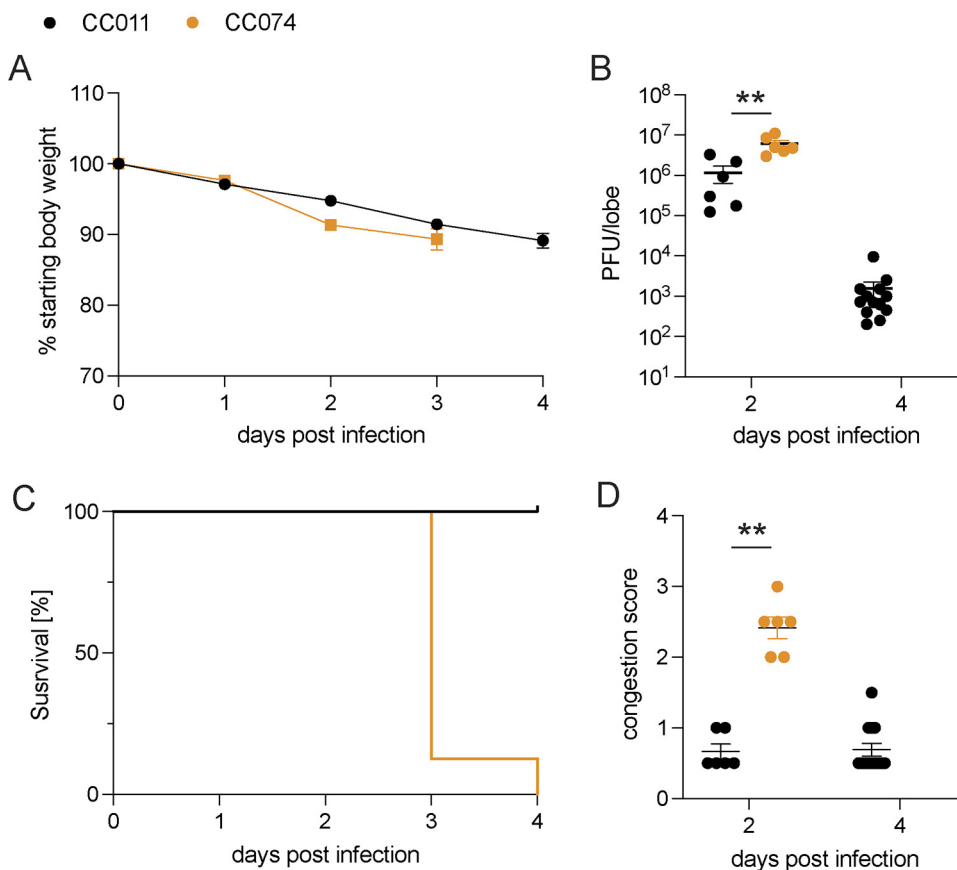 CC011 CC074
A
110
100
90
80
70
% starting body weight
0 1 2 3 4
days post infection
B
**
10⁸
10⁷
10⁶
10⁵
10⁴
10³
10²
10¹
PFU/lobe
2 4
days post infection
C
100
50
0
Susrvival [%]
0 1 2 3 4
days post infection
D
**
4
3
2
1
0
congestion score
2 4
days post infection